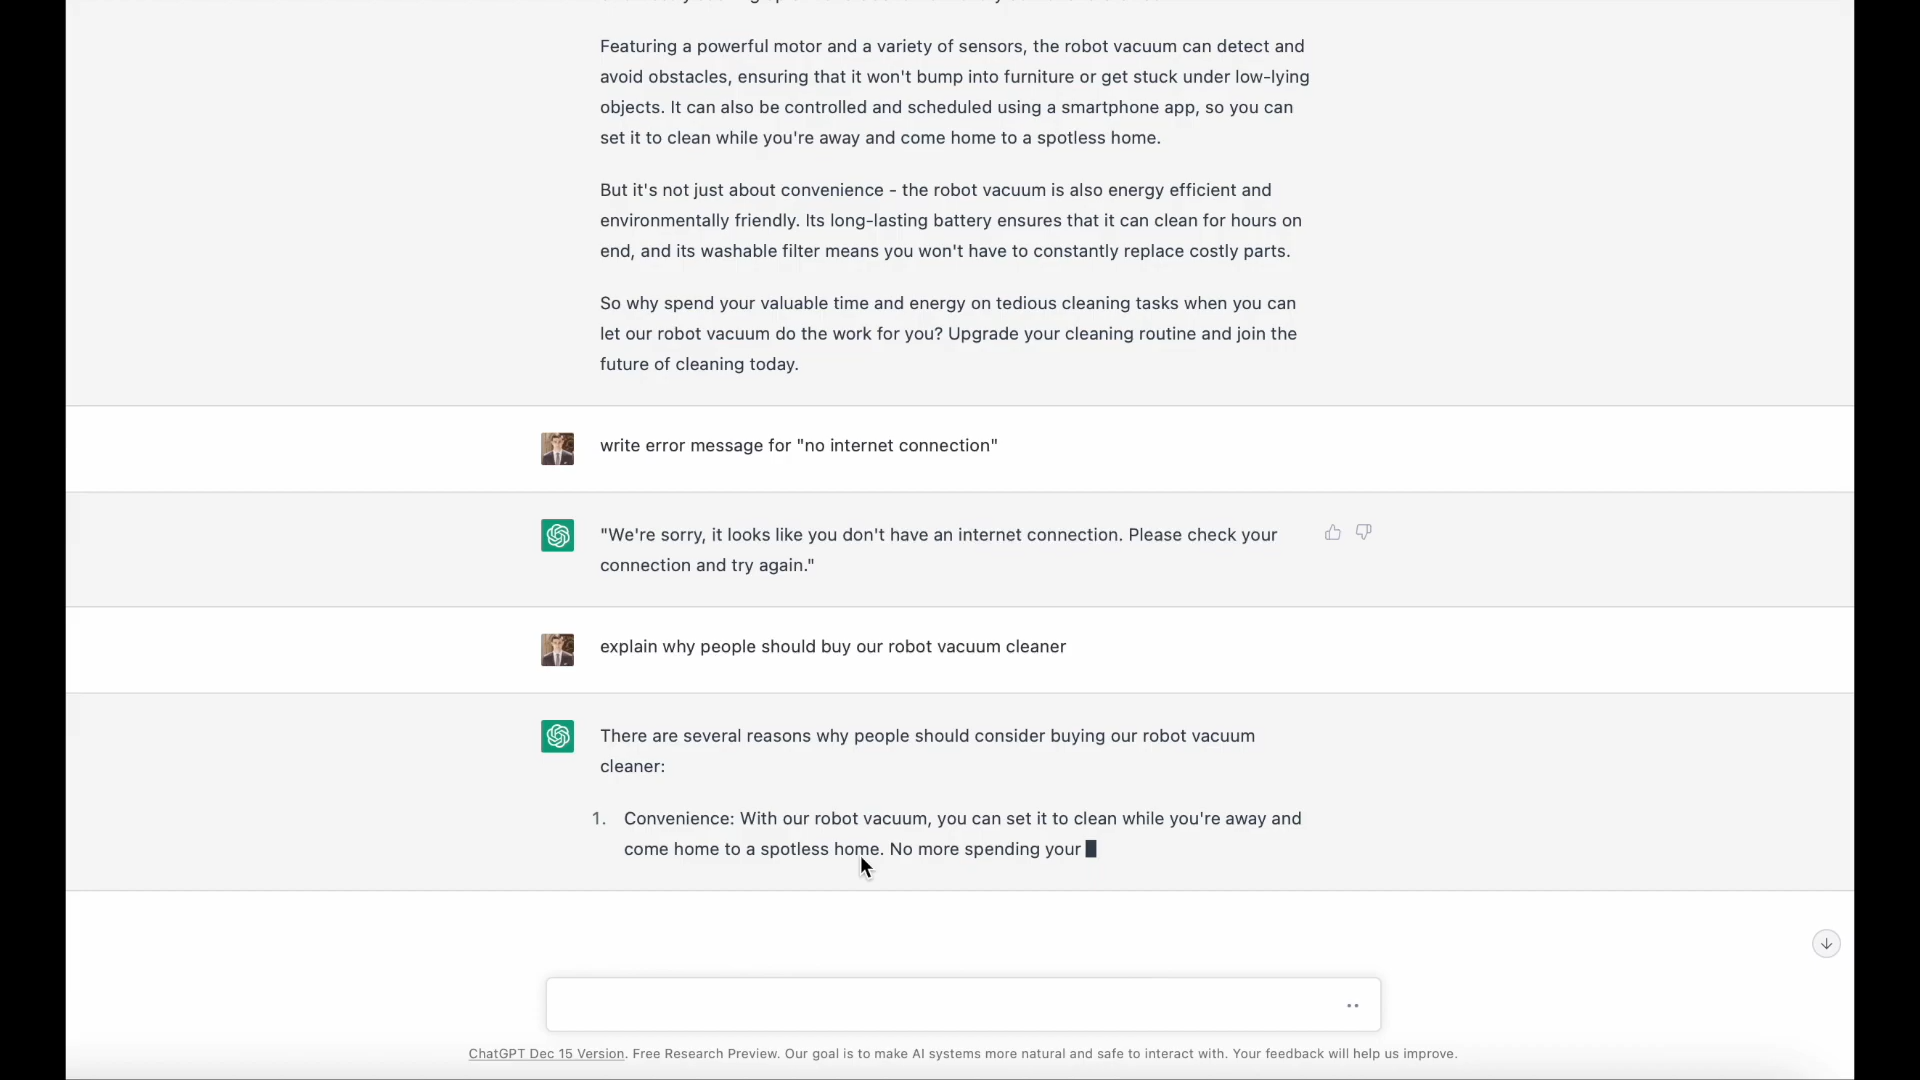 Featuring a powerful motor and a variety of sensors, the robot vacuum can detect and
avoid obstacles, ensuring that it won't bump into furniture or get stuck under low-lying
objects. It can also be controlled and scheduled using a smartphone app, so you can
set it to clean while you're away and come home to a spotless home.
But it's not just about convenience - the robot vacuum is also energy efficient and
environmentally friendly. Its long-lasting battery ensures that it can clean for hours on
end, and its washable filter means you won't have to constantly replace costly parts.
So why spend your valuable time and energy on tedious cleaning tasks when you can
let our robot vacuum do the work for you? Upgrade your cleaning routine and join the
future of cleaning today.
write error message for "no internet connection"
"We're sorry, it looks like you don't have an internet connection. Please check your
connection and try again."
explain why people should buy our robot vacuum cleaner
There are several reasons why people should consider buying our robot vacuum
cleaner:
1. Convenience: With our robot vacuum, you can set it to clean while you're away and
come home to a spotless home. No more spending your
ChatGPT Dec 15 Version. Free Research Preview. Our goal is to make AI systems more natural and safe to interact with. Your feedback will help us improve.